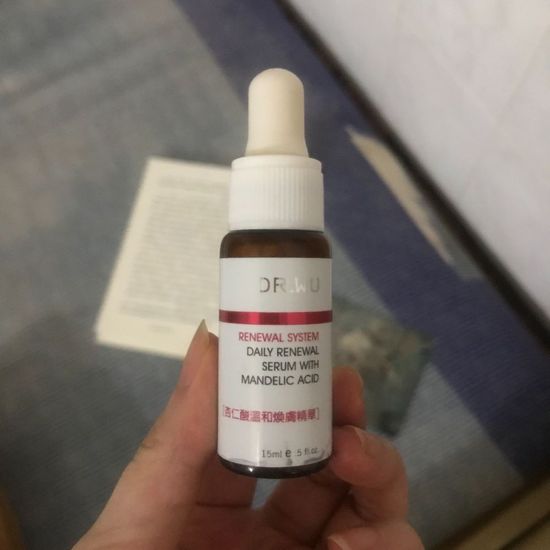 DR.WU
RENEWAL SYSTEM
DAILY RENEWAL
SERUM WITH
MANDELIC ACID
[杏仁酸溫和煥膚精華]
15ml e .5 fl.oz.